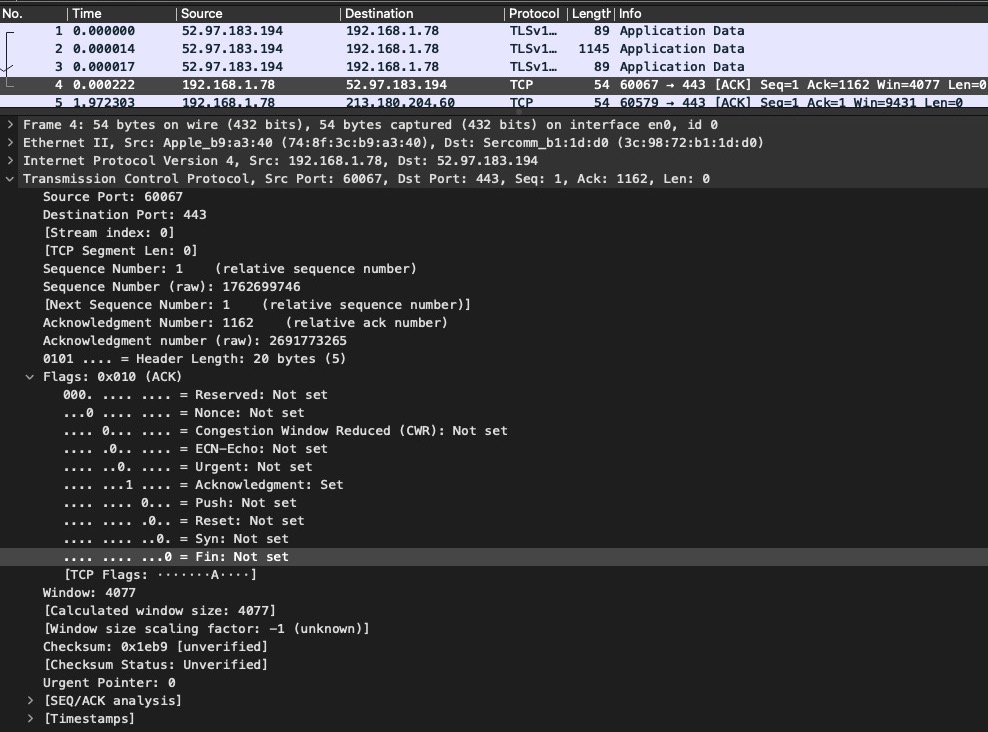 No. Time Source Destination Protocol Length Info
1 0.000000 52.97.183.194 192.168.1.78 TLSv1… 89 Application Data
2 0.000014 52.97.183.194 192.168.1.78 TLSv1… 1145 Application Data
3 0.000017 52.97.183.194 192.168.1.78 TLSv1… 89 Application Data
4 0.000222 192.168.1.78 52.97.183.194 TCP 54 60067 → 443 [ACK] Seq=1 Ack=1162 Win=4077 Len=0
5 1.972303 192.168.1.78 213.180.204.60 TCP 54 60579 → 443 [ACK] Seq=1 Ack=1 Win=9431 Len=0
Frame 4: 54 bytes on wire (432 bits), 54 bytes captured (432 bits) on interface en0, id 0
Ethernet II, Src: Apple_b9:a3:40 (74:8f:3c:b9:a3:40), Dst: Sercomm_b1:1d:d0 (3c:98:72:b1:1d:d0)
Internet Protocol Version 4, Src: 192.168.1.78, Dst: 52.97.183.194
Transmission Control Protocol, Src Port: 60067, Dst Port: 443, Seq: 1, Ack: 1162, Len: 0
Source Port: 60067
Destination Port: 443
[Stream index: 0]
[TCP Segment Len: 0]
Sequence Number: 1 (relative sequence number)
Sequence Number (raw): 1762699746
[Next Sequence Number: 1 (relative sequence number)]
Acknowledgment Number: 1162 (relative ack number)
Acknowledgment number (raw): 2691773265
0101 .... = Header Length: 20 bytes (5)
Flags: 0x010 (ACK)
000. .... .... = Reserved: Not set
...0 .... .... = Nonce: Not set
.... 0... .... = Congestion Window Reduced (CWR): Not set
.... .0.. .... = ECN-Echo: Not set
.... ..0. .... = Urgent: Not set
.... ...1 .... = Acknowledgment: Set
.... .... 0... = Push: Not set
.... .... .0.. = Reset: Not set
.... .... ..0. = Syn: Not set
.... .... ...0 = Fin: Not set
[TCP Flags: ·······A····]
Window: 4077
[Calculated window size: 4077]
[Window size scaling factor: -1 (unknown)]
Checksum: 0x1eb9 [unverified]
[Checksum Status: Unverified]
Urgent Pointer: 0
[SEQ/ACK analysis]
[Timestamps]